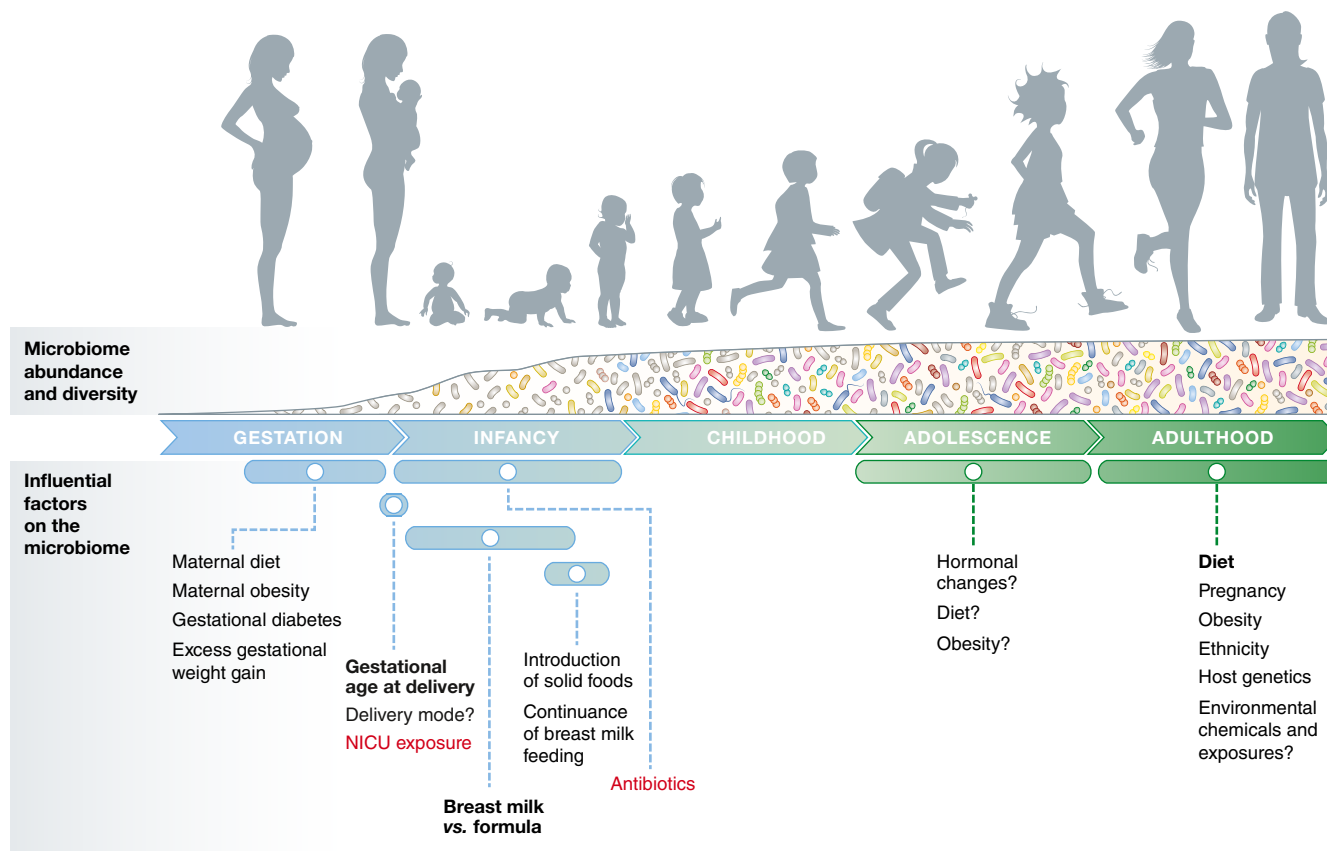 Microbiome
abundance
and diversity
GESTATION
INFANCY
CHILDHOOD
ADOLESCENCE
ADULTHOOD
Influential
factors
on the
microbiome
Maternal diet
Maternal obesity
Gestational diabetes
Excess gestational
weight gain
Gestational
age at delivery
Delivery mode?
NICU exposure
Breast milk
vs. formula
Introduction
of solid foods
Continuance
of breast milk
feeding
Antibiotics
Hormonal
changes?
Diet?
Obesity?
Diet
Pregnancy
Obesity
Ethnicity
Host genetics
Environmental
chemicals and
exposures?